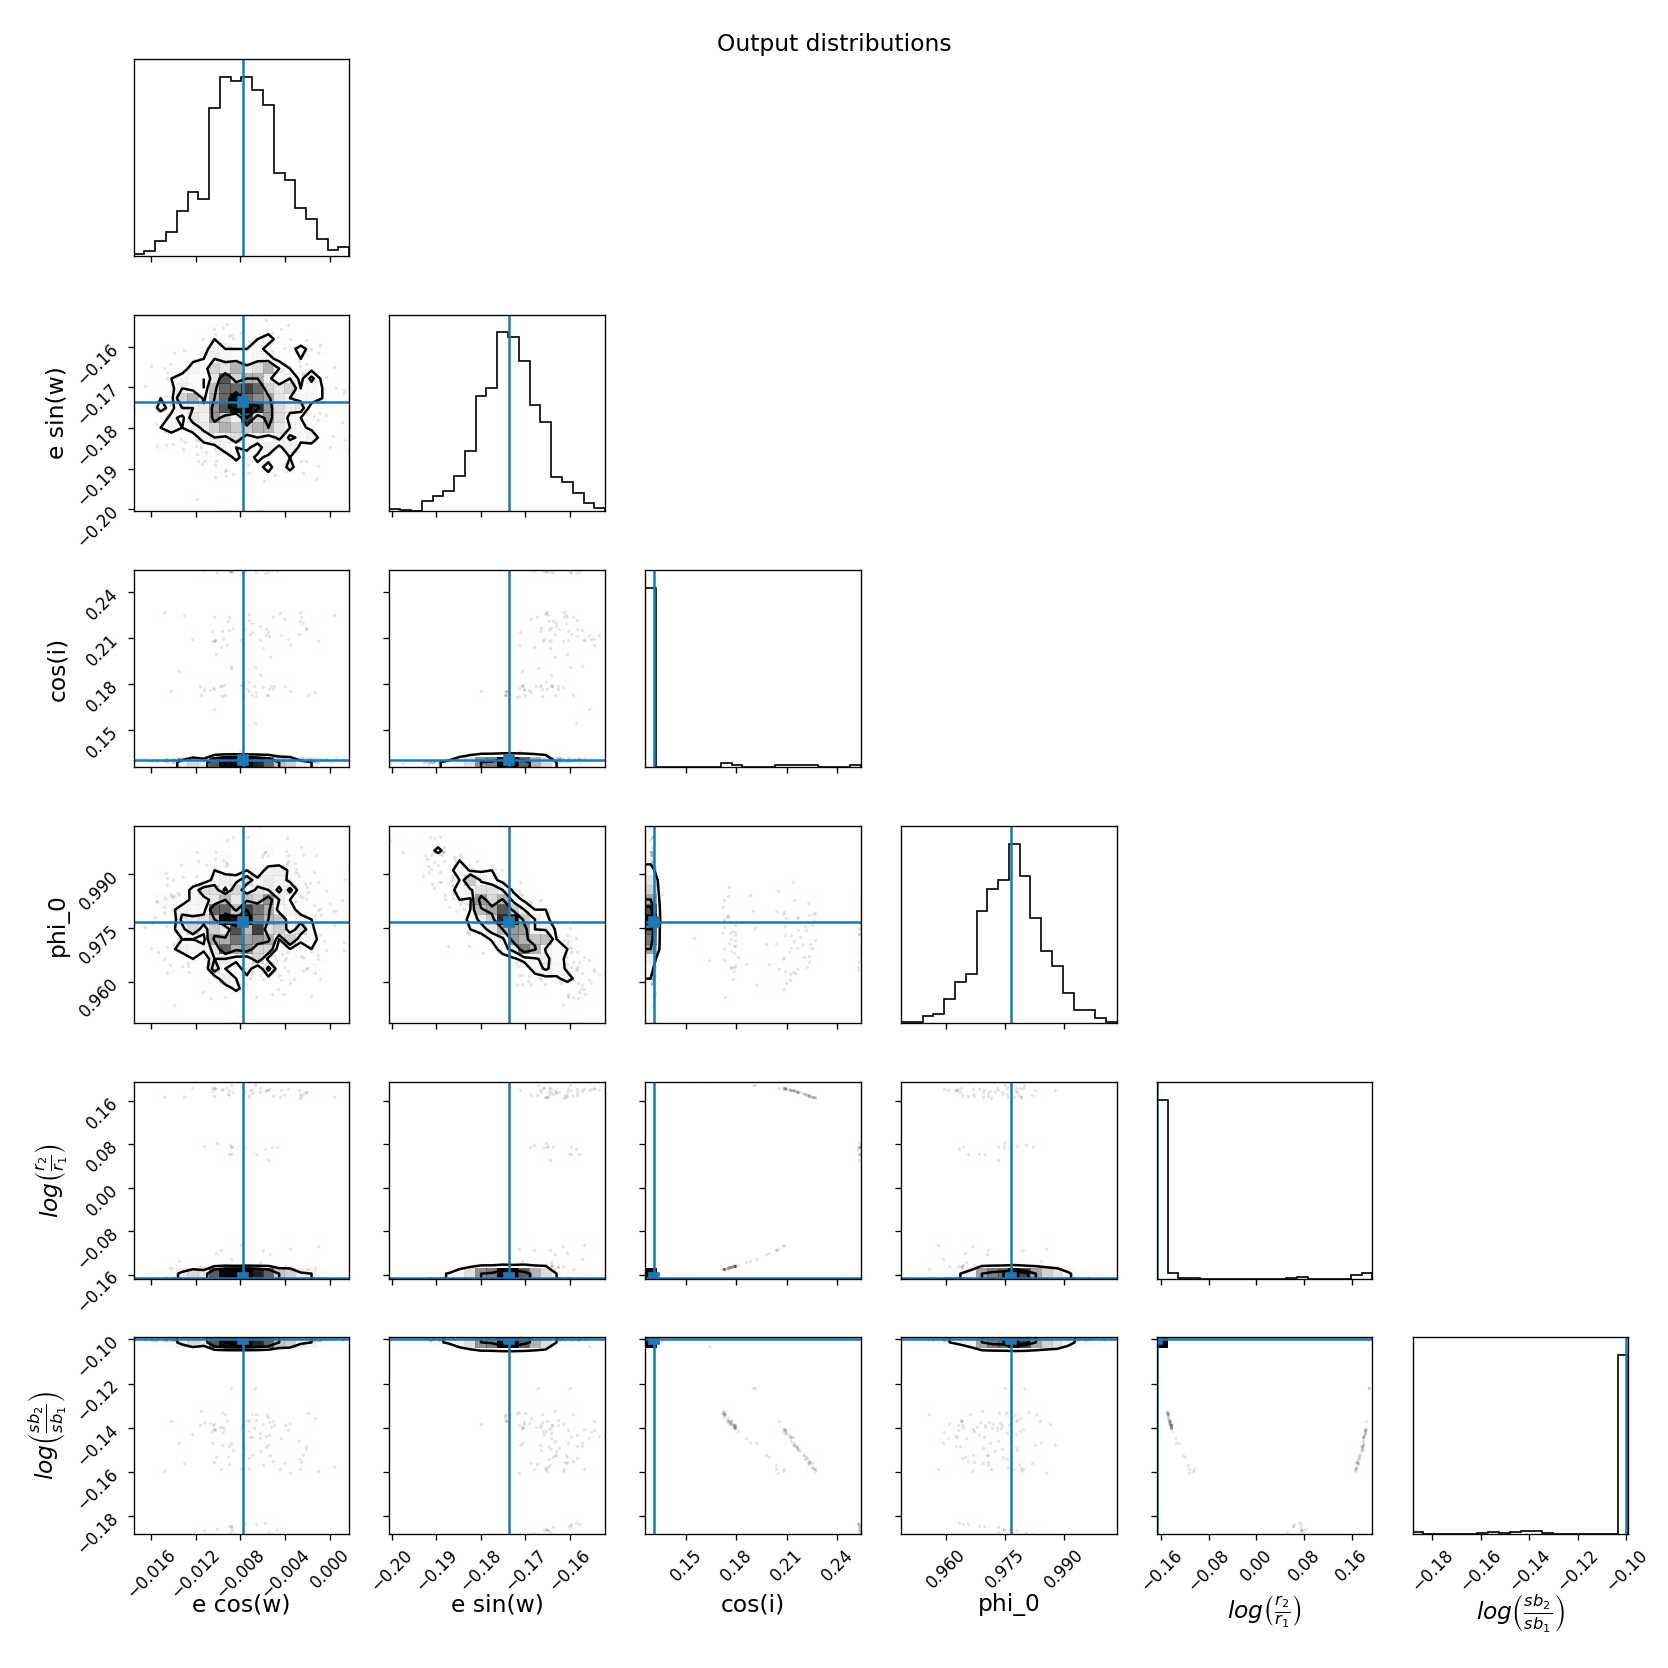 Output distributions
e sin(w)
−0.16
−0.17
−0.18
−0.19
−0.20
cos(i)
0.24
0.21
0.18
0.15
phi_0
0.990
0.975
0.960
log(r2/r1)
0.16
0.08
0.00
−0.08
−0.16
log(sb2/sb1)
−0.10
−0.12
−0.14
−0.16
−0.18
−0.016 −0.012 −0.008 −0.004 0.000
−0.20 −0.19 −0.18 −0.17 −0.16
0.15 0.18 0.21 0.24
0.960 0.975 0.990
−0.16 −0.08 0.00 0.08 0.16
−0.18 −0.16 −0.14 −0.12 −0.10
e cos(w)
e sin(w)
cos(i)
phi_0
log(r2/r1)
log(sb2/sb1)